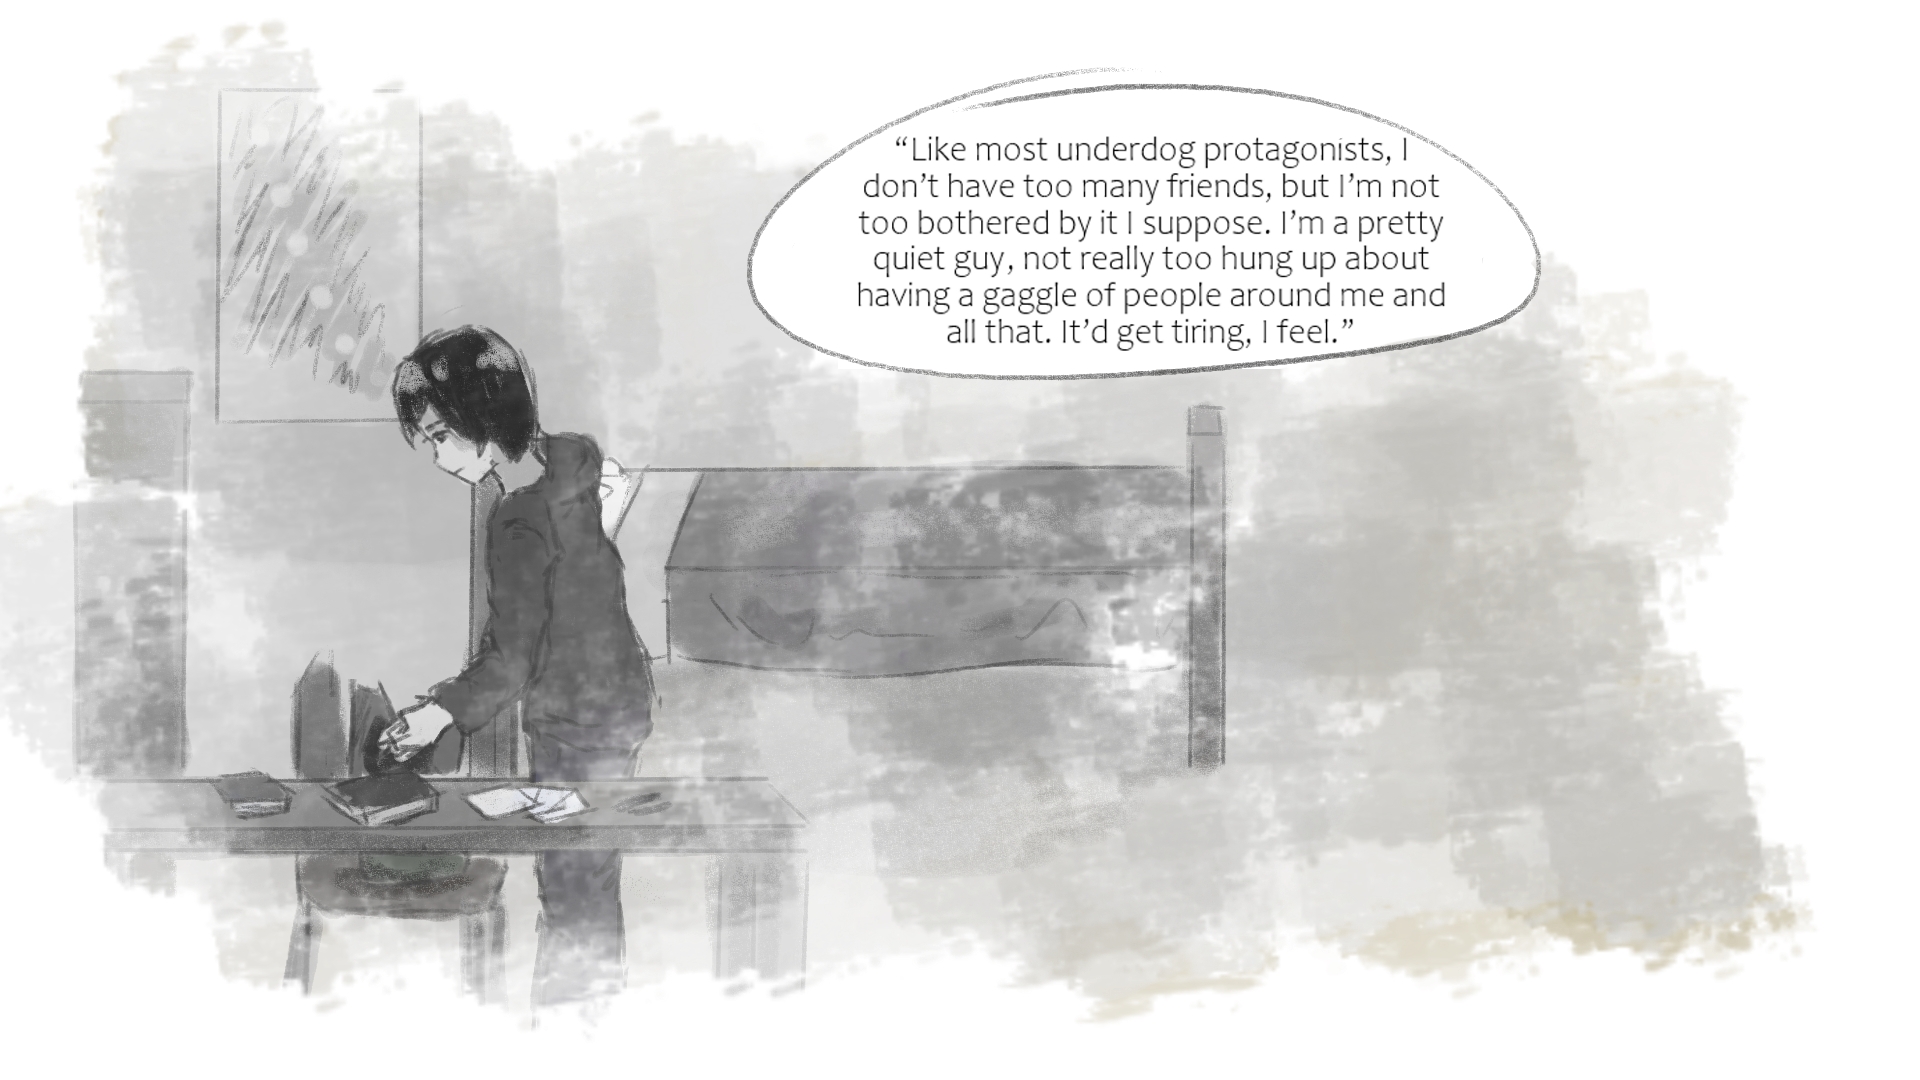 “Like most underdog protagonists, I
don’t have too many friends, but I’m not
too bothered by it I suppose. I’m a pretty
quiet guy, not really too hung up about
having a gaggle of people around me and
all that. It’d get tiring, I feel.”